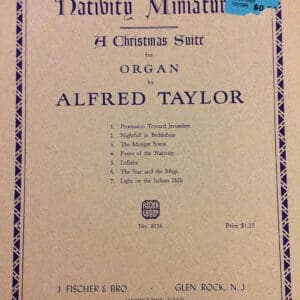 Nativity Miniatur
A Christmas Suite
for
ORGAN
by
ALFRED TAYLOR
1. Procession Toward Jerusalem
2. Nightfall in Bethlehem
3. The Manger Scene
4. Poem of the Nativity
5. Lullaby
6. The Star and the Magi
7. Light on the Judean Hills
No. 8538
Price $1.25
J. FISCHER & BRO.
GLEN ROCK, N. J.